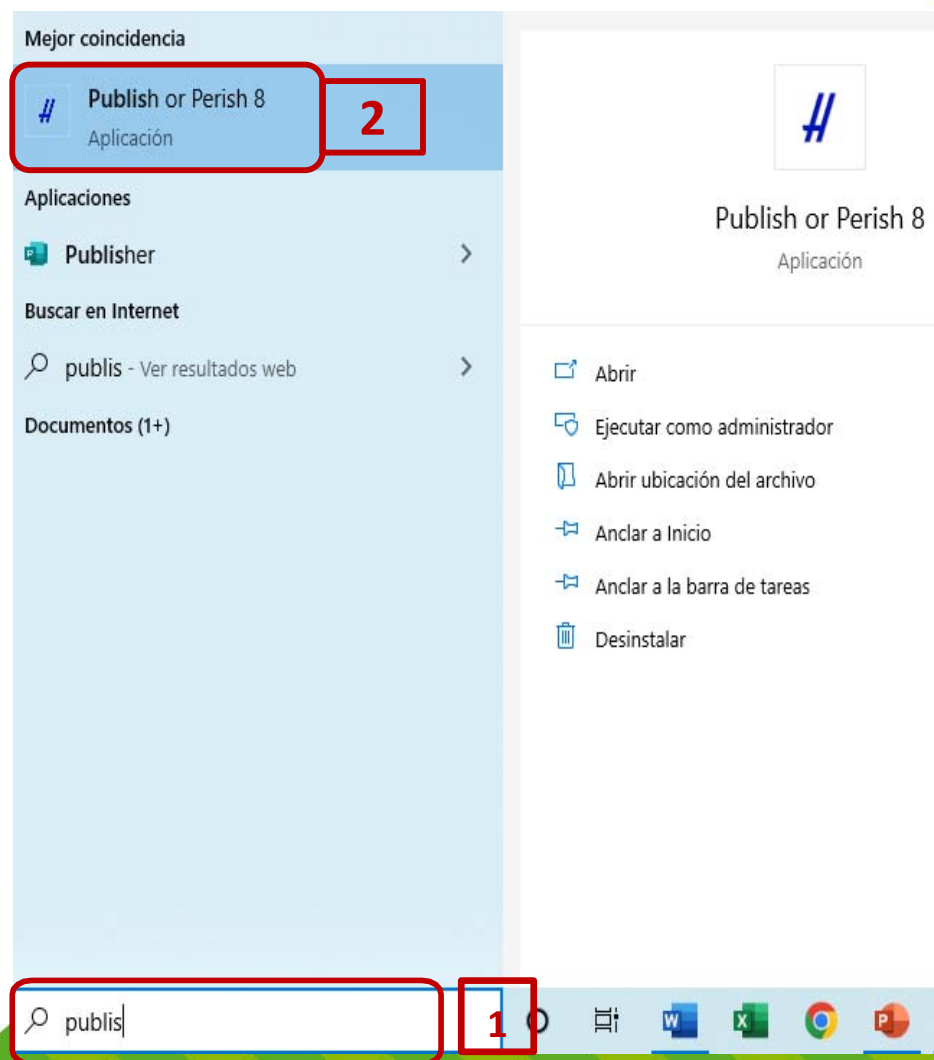 Mejor coincidencia
Publish or Perish 8
Aplicación
2
Aplicaciones
Publisher
Buscar en Internet
publis - Ver resultados web
Documentos (1+)
publis
1
Publish or Perish 8
Aplicación
Abrir
Ejecutar como administrador
Abrir ubicación del archivo
Anclar a Inicio
Anclar a la barra de tareas
Desinstalar